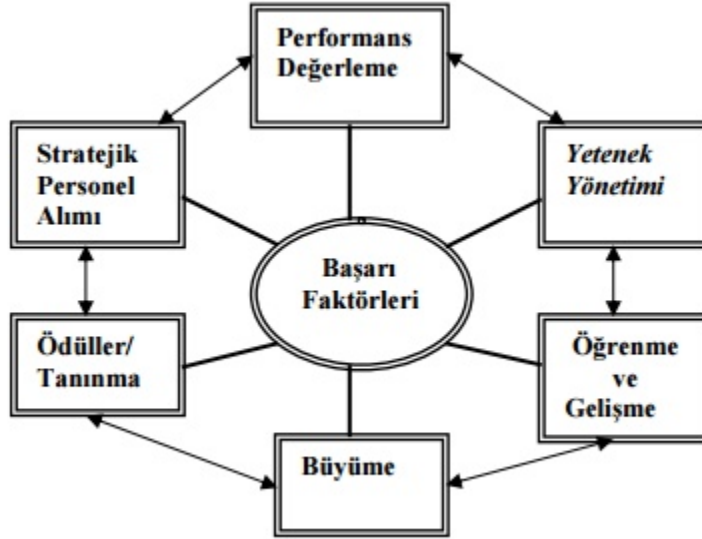 Performans
Değerleme
Stratejik
Personel
Alımı
Yetenek
Yönetimi
Başarı
Faktörleri
Ödüller/
Tanınma
Öğrenme
ve
Gelişme
Büyüme